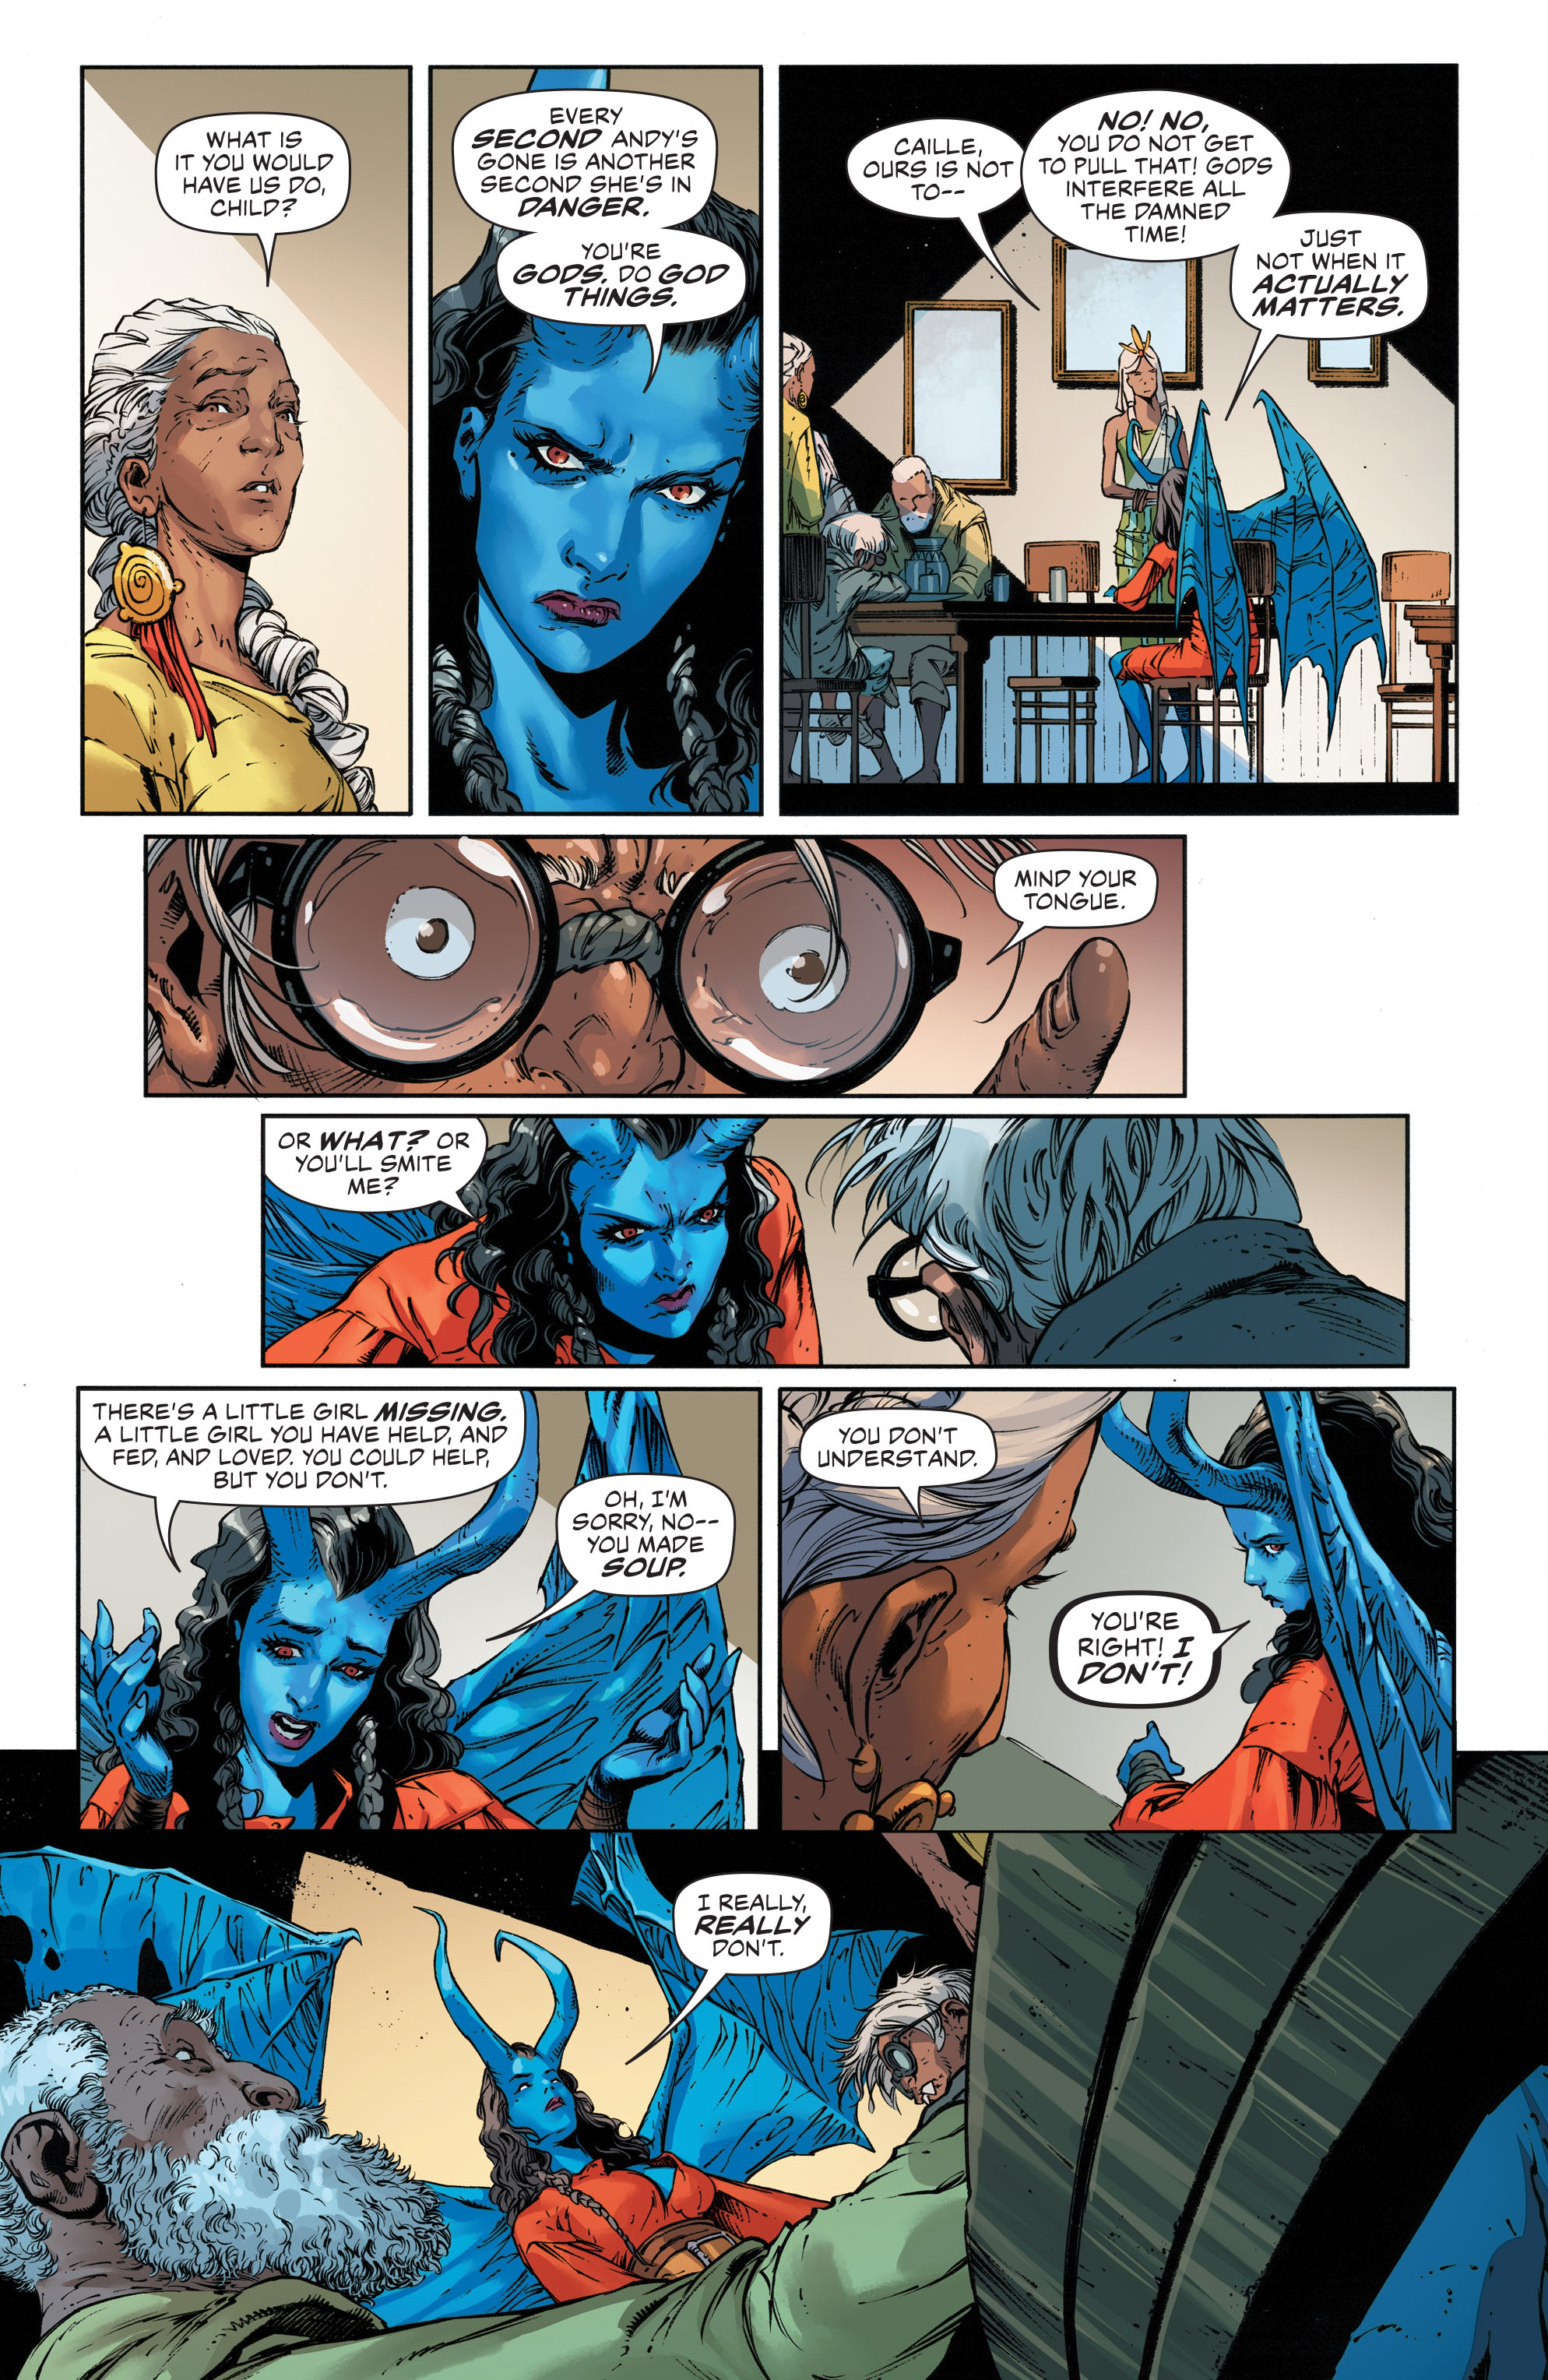 WHAT IS
IT YOU WOULD
HAVE US DO,
CHILD?
EVERY
SECOND ANDY'S
GONE IS ANOTHER
SECOND SHE'S IN
DANGER.
YOU'RE
GODS. DO GOD
THINGS.
CAILLE,
OURS IS NOT
TO--
NO! NO,
YOU DO NOT GET
TO PULL THAT! GODS
INTERFERE ALL
THE DAMNED
TIME!
JUST
NOT WHEN IT
ACTUALLY
MATTERS.
MIND YOUR
TONGUE.
OR WHAT? OR
YOU'LL SMITE
ME?
THERE'S A LITTLE GIRL MISSING.
A LITTLE GIRL YOU HAVE HELD, AND
FED, AND LOVED. YOU COULD HELP,
BUT YOU DON'T.
OH, I'M
SORRY, NO--
YOU MADE
SOUP.
YOU DON'T
UNDERSTAND.
YOU'RE
RIGHT! I
DON'T!
I REALLY,
REALLY
DON'T.